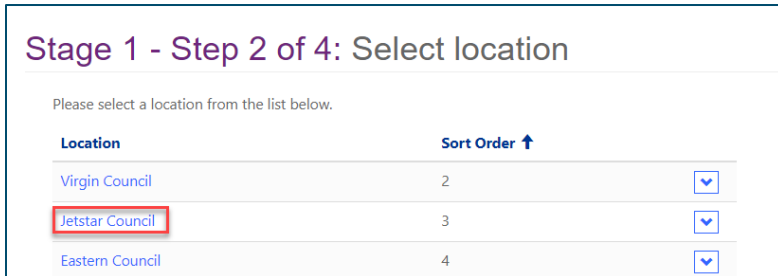 Stage 1 - Step 2 of 4: Select location
Please select a location from the list below.
Location Sort Order
Virgin Council 2
Jetstar Council 3
Eastern Council 4